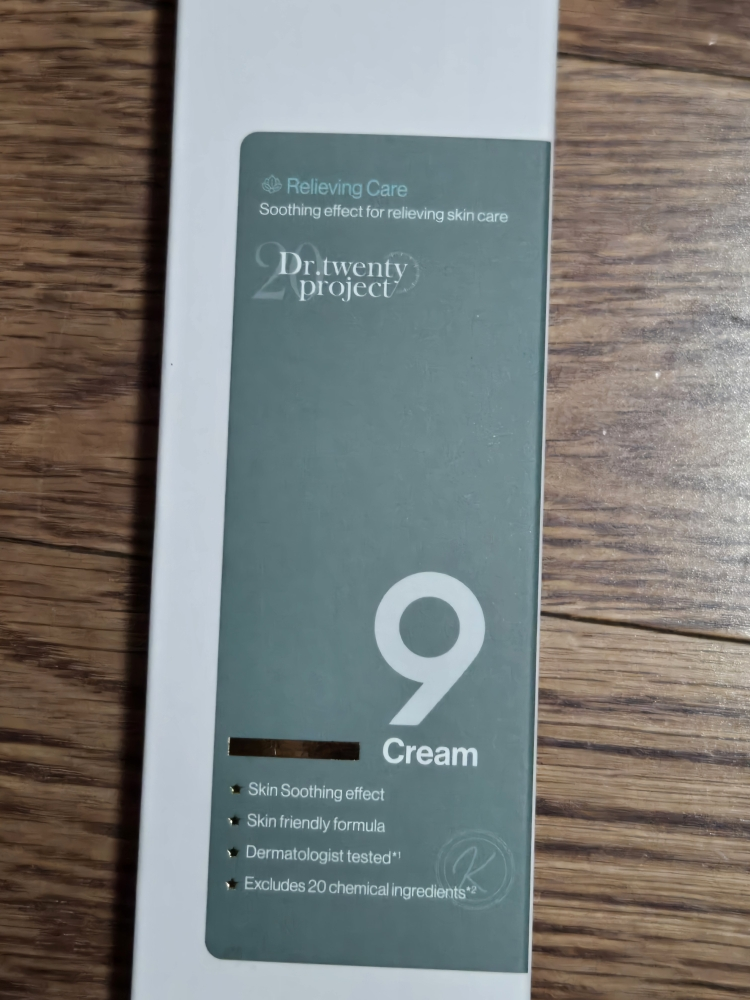 Relieving Care
Soothing effect for relieving skin care
20
Dr.twenty
project
9
Cream
Skin Soothing effect
Skin friendly formula
Dermatologist tested*1
Excludes 20 chemical ingredients*2
K